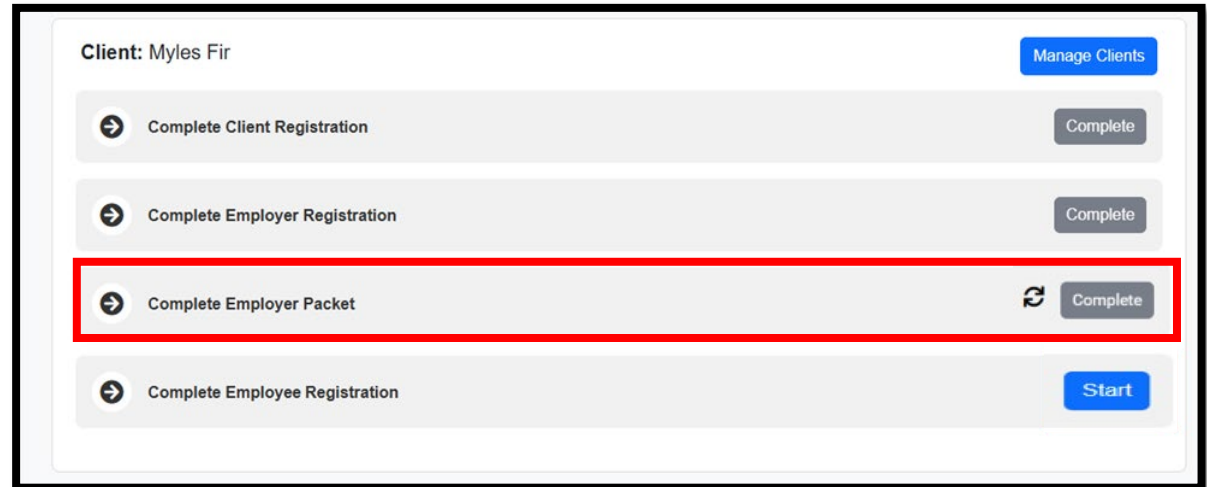 Client: Myles Fir
Manage Clients
Complete Client Registration
Complete
Complete Employer Registration
Complete
Complete Employer Packet
Complete
Complete Employee Registration
Start